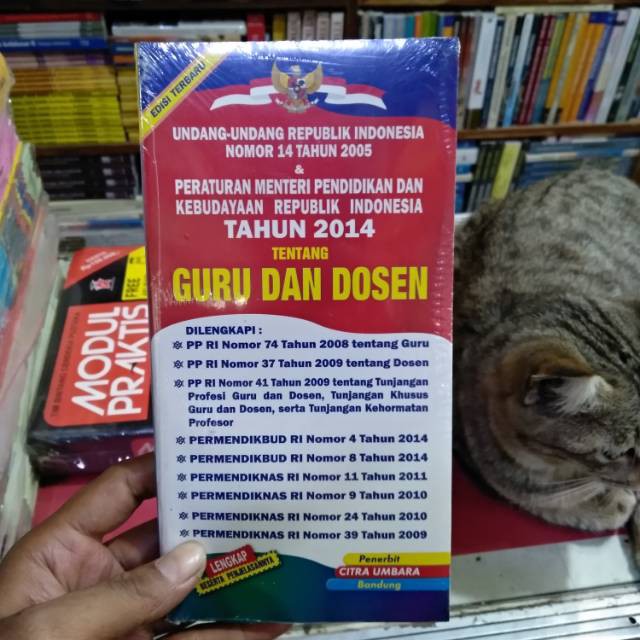 EDISI TERBARU
UNDANG-UNDANG REPUBLIK INDONESIA
NOMOR 14 TAHUN 2005
&
PERATURAN MENTERI PENDIDIKAN DAN
KEBUDAYAAN REPUBLIK INDONESIA
TAHUN 2014
TENTANG
GURU DAN DOSEN
DILENGKAPI :
PP RI Nomor 74 Tahun 2008 tentang Guru
PP RI Nomor 37 Tahun 2009 tentang Dosen
PP RI Nomor 41 Tahun 2009 tentang Tunjangan
Profesi Guru dan Dosen, Tunjangan Khusus
Guru dan Dosen, serta Tunjangan Kehormatan
Profesor
PERMENDIKBUD RI Nomor 4 Tahun 2014
PERMENDIKBUD RI Nomor 8 Tahun 2014
PERMENDIKNAS RI Nomor 11 Tahun 2011
PERMENDIKNAS RI Nomor 9 Tahun 2010
PERMENDIKNAS RI Nomor 24 Tahun 2010
PERMENDIKNAS RI Nomor 39 Tahun 2009
LENGKAP
BESERTA PENJELASANNYA
Penerbit
CITRA UMBARA
Bandung
FREE
MODUL
PRAKTIS